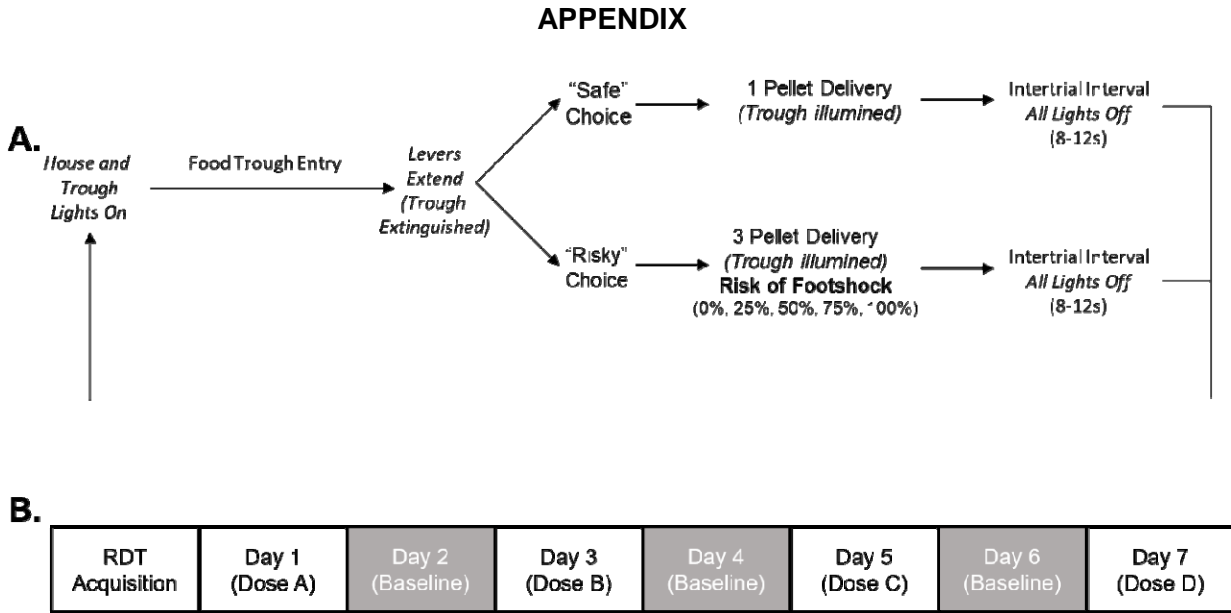 APPENDIX
A.
House and
Trough
Lights On
Food Trough Entry
Levers
Extend
(Trough
Extinguished)
“Safe”
Choice
1 Pellet Delivery
(Trough illumined)
Intertrial Interval
All Lights Off
(8-12s)
“Risky”
Choice
3 Pellet Delivery
(Trough illumined)
Risk of Footshock
(0%, 25%, 50%, 75%, 100%)
Intertrial Interval
All Lights Off
(8-12s)
B.
RDT
Acquisition
Day 1
(Dose A)
Day 2
(Baseline)
Day 3
(Dose B)
Day 4
(Baseline)
Day 5
(Dose C)
Day 6
(Baseline)
Day 7
(Dose D)